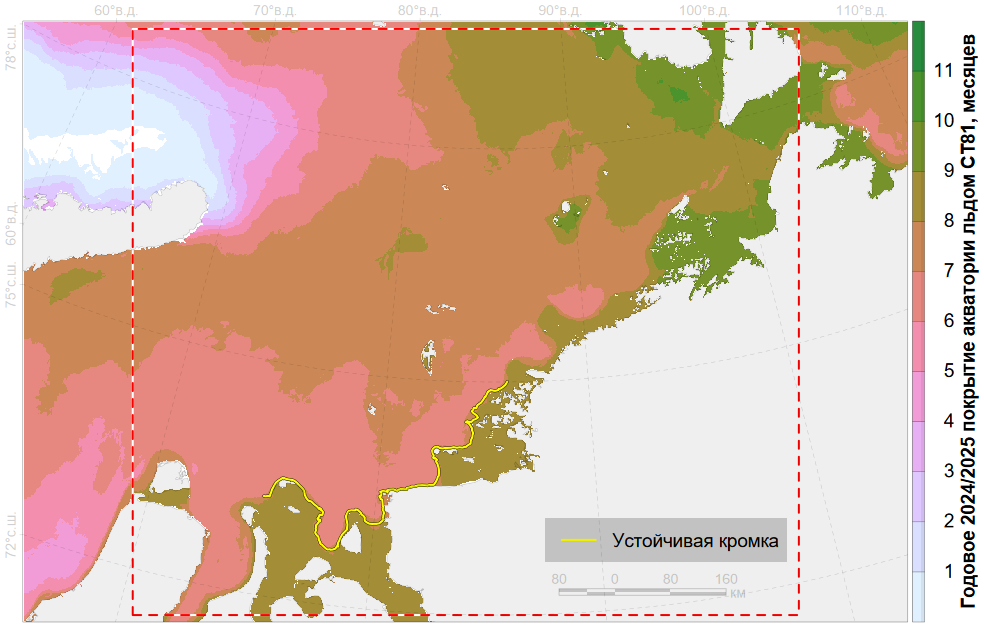 60°в.д.
70°в.д.
80°в.д.
90°в.д.
100°в.д.
110°в.д.
78°с.ш.
60°в.д.
75°с.ш.
72°с.ш.
11
10
9
8
7
6
5
4
3
2
1
Годовое 2024/2025 покрытие акватории льдом СТ81, месяцев
Устойчивая кромка
80
0
80
160
км